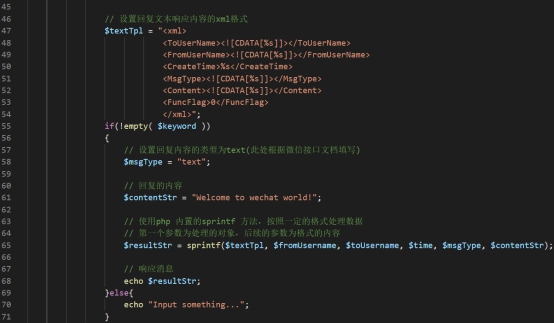 45
46 // 设置回复文本响应内容的xml格式
47 $textTpl = "<xml>
48 <ToUserName><![CDATA[%s]]></ToUserName>
49 <FromUserName><![CDATA[%s]]></FromUserName>
50 <CreateTime>%s</CreateTime>
51 <MsgType><![CDATA[%s]]></MsgType>
52 <Content><![CDATA[%s]]></Content>
53 <FuncFlag>0</FuncFlag>
54 </xml>";
55 if(!empty( $keyword ))
56 {
57 // 设置回复内容的类型为text(此处根据微信接口文档填写)
58 $msgType = "text";
59
60 // 回复的内容
61 $contentStr = "Welcome to wechat world!";
62
63 // 使用php 内置的sprintf 方法，按照一定的格式处理数据
64 // 第一个参数为处理的对象，后续的参数为格式的内容
65 $resultStr = sprintf($textTpl, $fromUsername, $toUsername, $time, $msgType, $contentStr);
66
67 // 响应消息
68 echo $resultStr;
69 }else{
70 echo "Input something...";
71 }